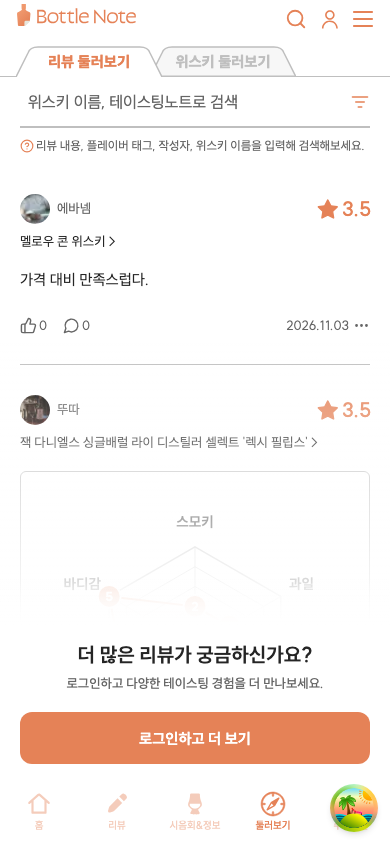 Bottle Note
리뷰 둘러보기
위스키 둘러보기
위스키 이름, 테이스팅노트로 검색
리뷰 내용, 플레이버 태그, 작성자, 위스키 이름을 입력해 검색해보세요.
에바넴
3.5
멜로우 콘 위스키
가격 대비 만족스럽다.
0 0 2026.11.03
뚜따
3.5
잭 다니엘스 싱글배럴 라이 디스틸러 셀렉트 '렉시 필립스'
스모키
바디감
과일
더 많은 리뷰가 궁금하신가요?
로그인하고 다양한 테이스팅 경험을 더 만나보세요.
로그인하고 더 보기
홈
리뷰
시음회&정보
둘러보기